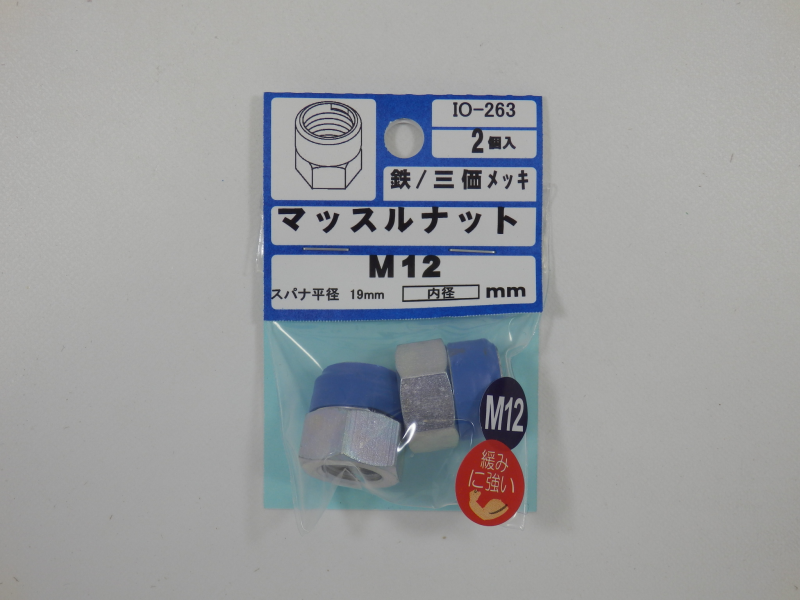 IO-263
2個入
鉄/三価メッキ
マッスルナット
M12
スパナ平径 19mm 内径 mm
M12
緩み
に強い